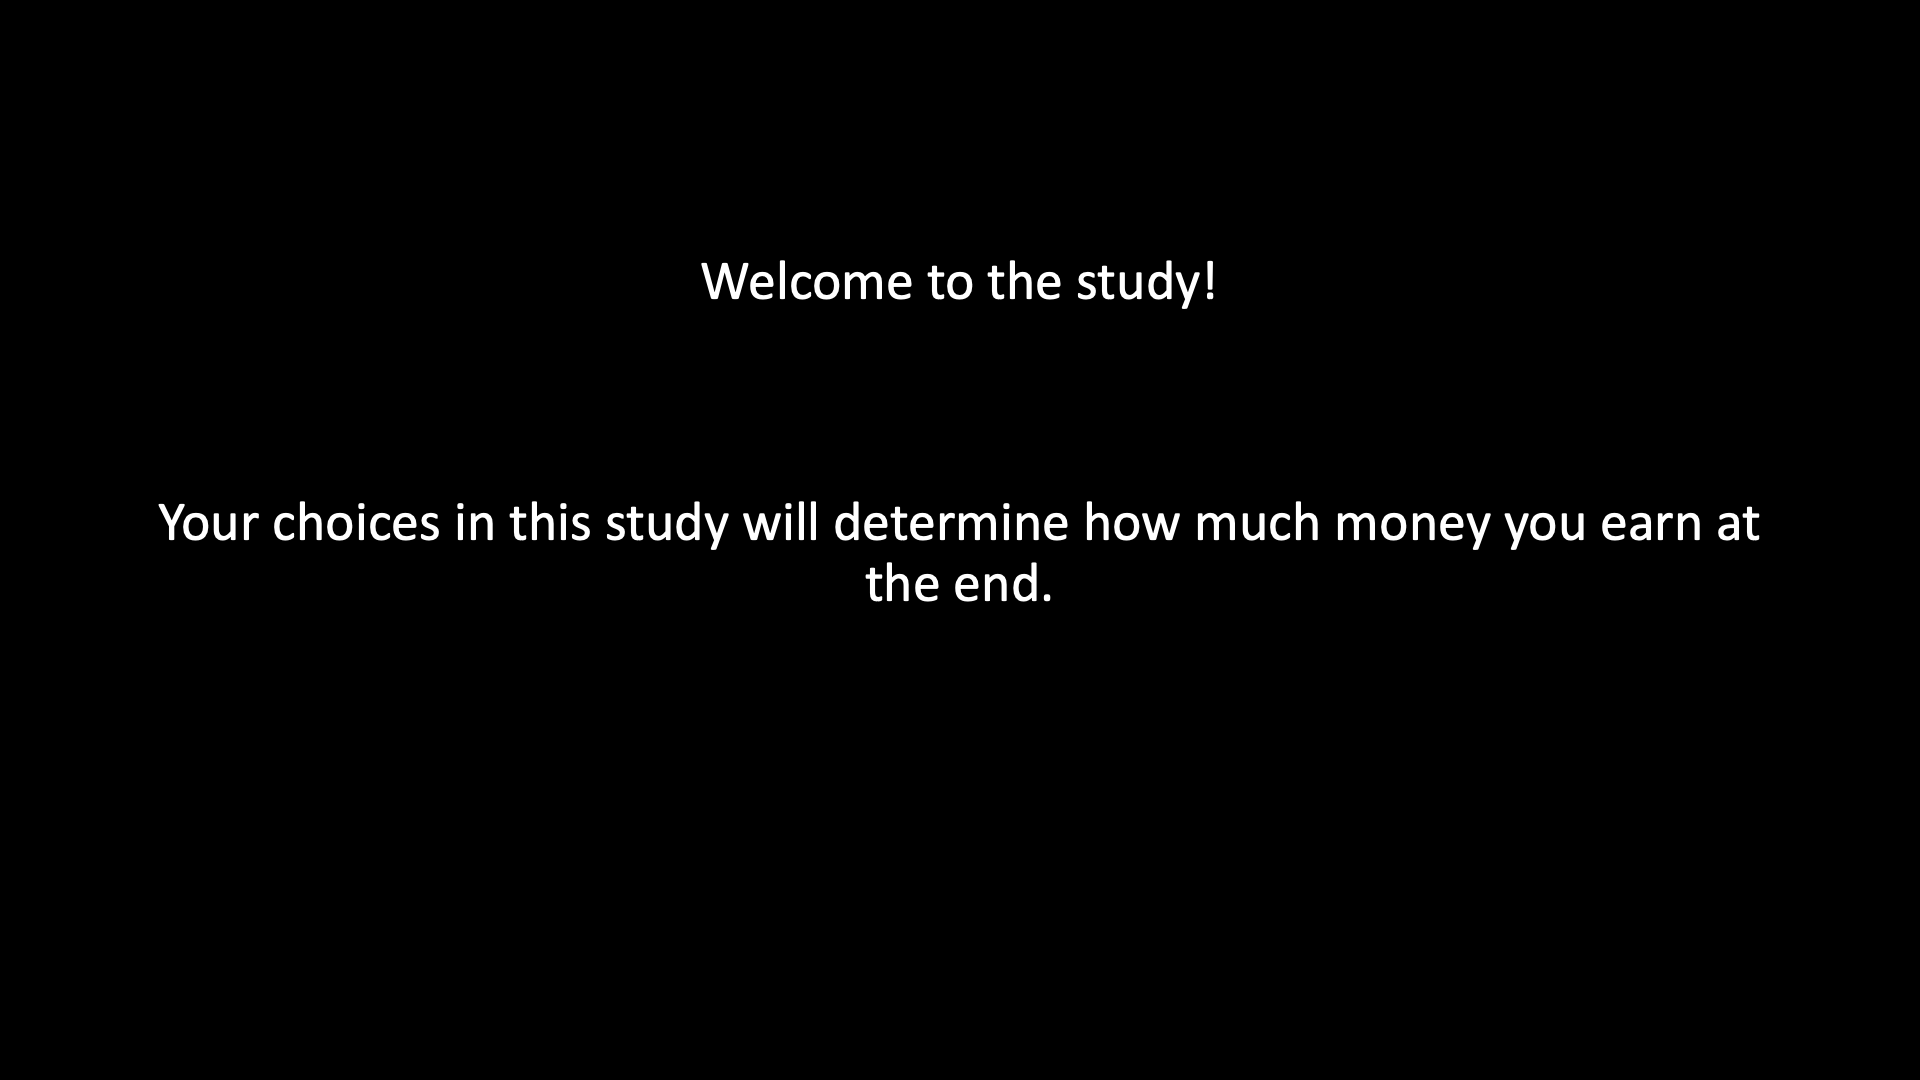 Welcome to the study!
Your choices in this study will determine how much money you earn at
the end.